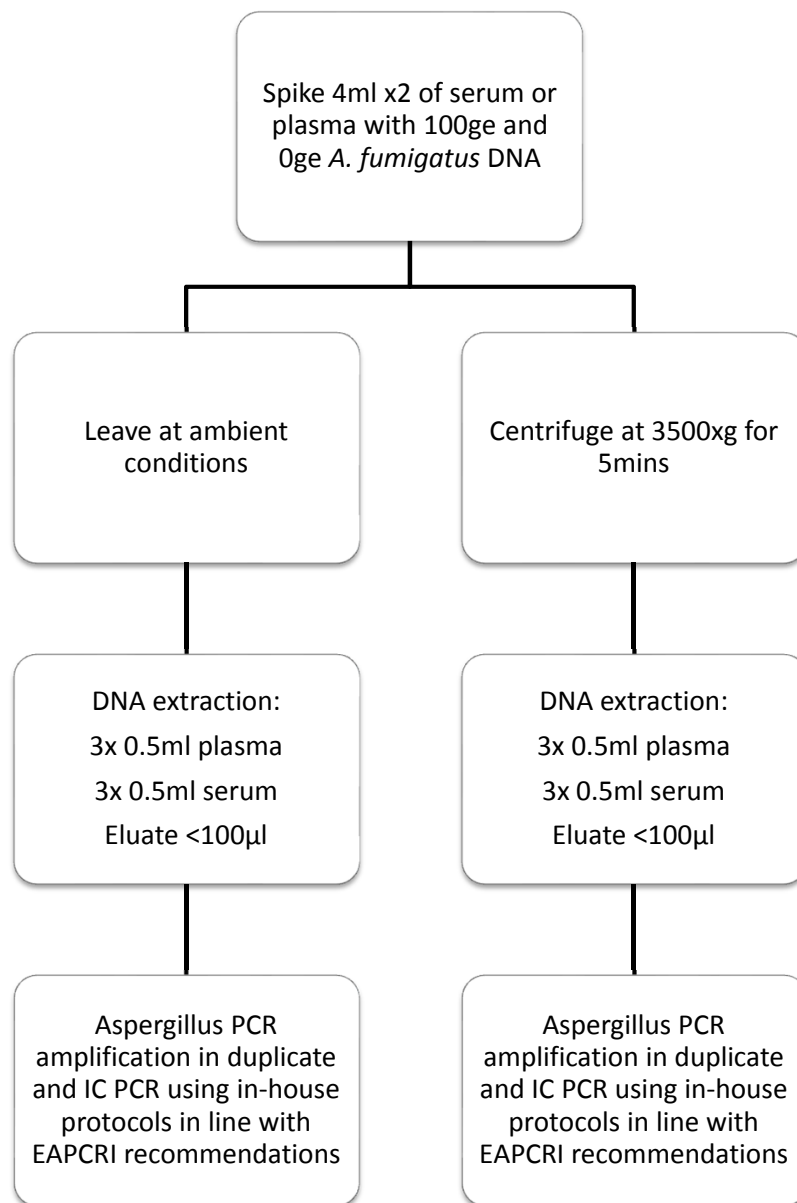 Spike 4ml x2 of serum or
plasma with 100ge and
0ge A. fumigatus DNA
Leave at ambient
conditions
Centrifuge at 3500xg for
5mins
DNA extraction:
3x 0.5ml plasma
3x 0.5ml serum
Eluate <100µl
DNA extraction:
3x 0.5ml plasma
3x 0.5ml serum
Eluate <100µl
Aspergillus PCR
amplification in duplicate
and IC PCR using in-house
protocols in line with
EAPCRI recommendations
Aspergillus PCR
amplification in duplicate
and IC PCR using in-house
protocols in line with
EAPCRI recommendations